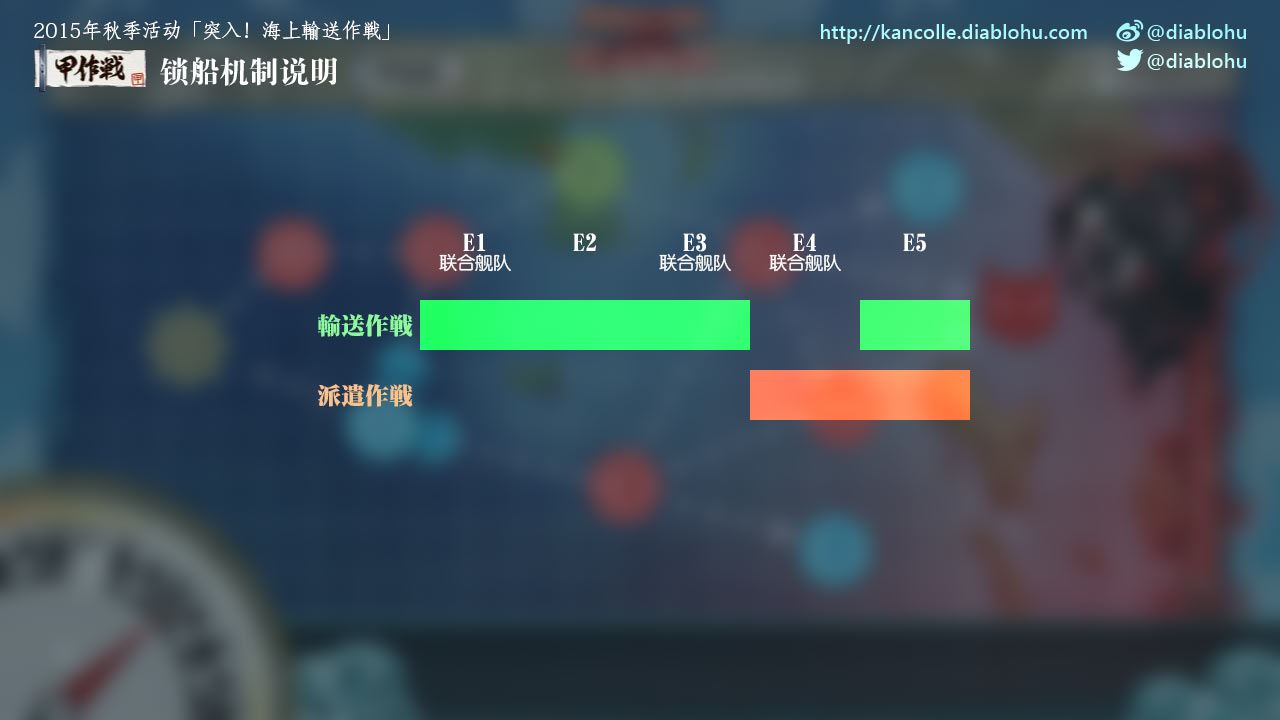 2015年秋季活动「突入！海上輸送作戦」
http://kancolle.diablohu.com
@diablohu
@diablohu
甲作戦
锁船机制说明
E1
E2
E3
E4
E5
联合舰队
联合舰队
联合舰队
輸送作戦
派遣作戦